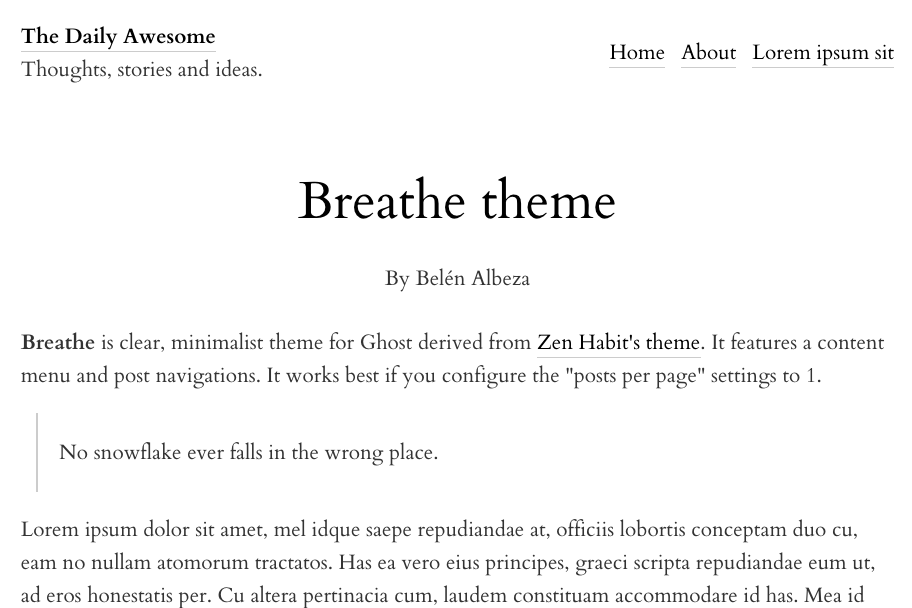 The Daily Awesome
Thoughts, stories and ideas.
Home About Lorem ipsum sit
Breathe theme
By Belén Albeza
Breathe is clear, minimalist theme for Ghost derived from Zen Habit's theme. It features a content
menu and post navigations. It works best if you configure the "posts per page" settings to 1.
No snowflake ever falls in the wrong place.
Lorem ipsum dolor sit amet, mel idque saepe repudiandae at, officiis lobortis conceptam duo cu,
eam no nullam atomorum tractatos. Has ea vero eius principes, graeci scripta repudiandae eum ut,
ad eros honestatis per. Cu altera pertinacia cum, laudem constituam accommodare id has. Mea id